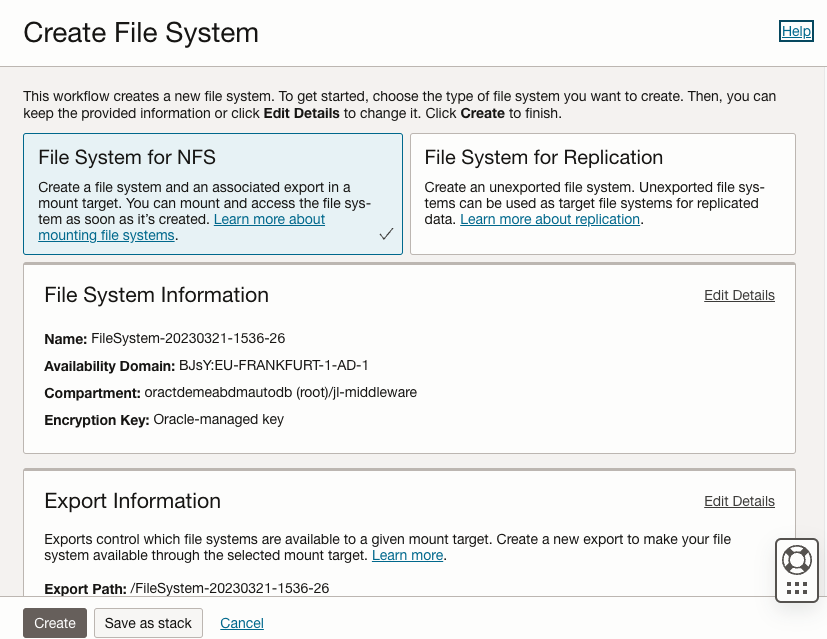 Create File System
Help
This workflow creates a new file system. To get started, choose the type of file system you want to create. Then, you can
keep the provided information or click Edit Details to change it. Click Create to finish.
File System for NFS
Create a file system and an associated export in a
mount target. You can mount and access the file sys-
tem as soon as it's created. Learn more about
mounting file systems.
File System for Replication
Create an unexported file system. Unexported file sys-
tems can be used as target file systems for replicated
data. Learn more about replication.
File System Information
Edit Details
Name: FileSystem-20230321-1536-26
Availability Domain: BJsY:EU-FRANKFURT-1-AD-1
Compartment: oractdemeabdmautodb (root)/jl-middleware
Encryption Key: Oracle-managed key
Export Information
Edit Details
Exports control which file systems are available to a given mount target. Create a new export to make your file
system available through the selected mount target. Learn more.
Export Path: /FileSystem-20230321-1536-26
Create
Save as stack
Cancel